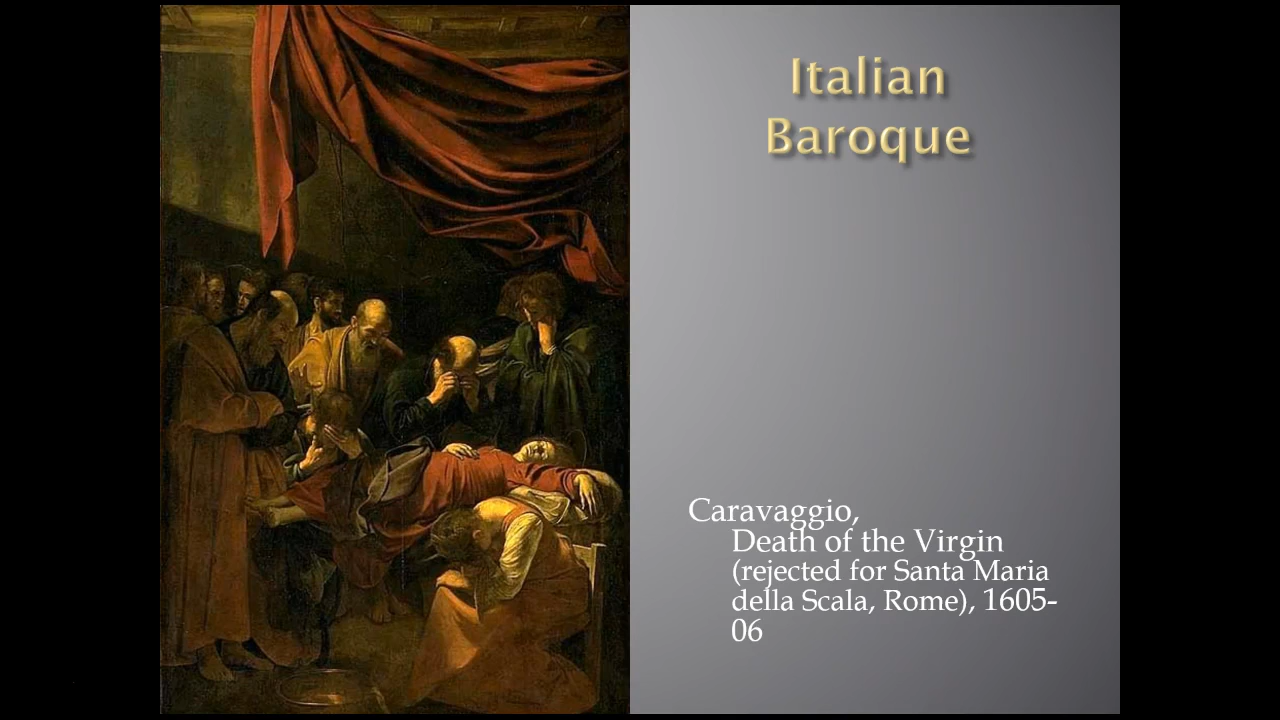 Italian
Baroque
Caravaggio,
Death of the Virgin
(rejected for Santa Maria
della Scala, Rome), 1605-
06